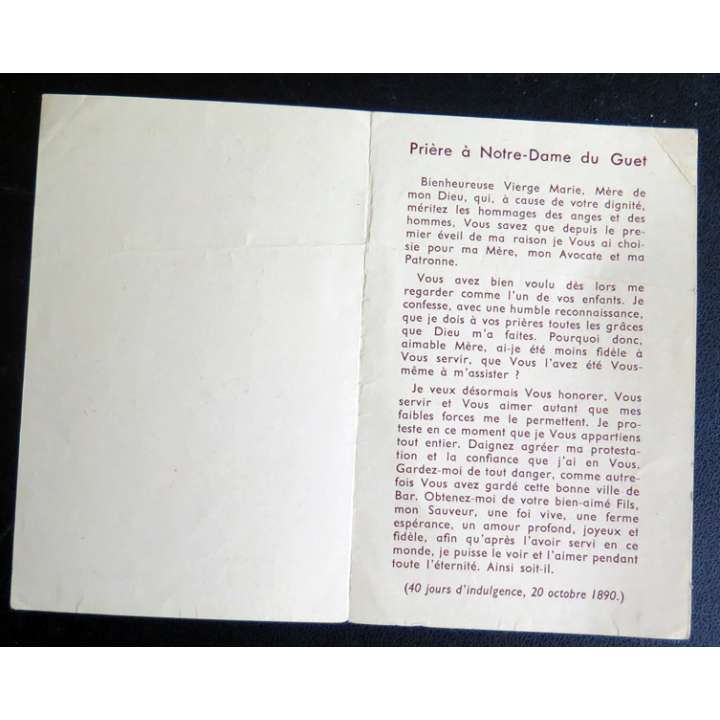 Prière à Notre-Dame du Guet
Bienheureuse Vierge Marie, Mère de
mon Dieu, qui, à cause de votre dignité,
méritez les hommages des anges et des
hommes, Vous savez que depuis le pre-
mier éveil de ma raison je Vous ai choi-
sie pour ma Mère, mon Avocate et ma
Patronne.
Vous avez bien voulu dès lors me
regarder comme l'un de vos enfants. Je
confesse, avec une humble reconnaissance,
que je dois à vos prières toutes les grâces
que Dieu m'a faites. Pourquoi donc,
aimable Mère, ai-je été moins fidèle à
Vous servir, que Vous l'avez été Vous-
même à m'assister ?
Je veux désormais Vous honorer, Vous
servir et Vous aimer autant que mes
faibles forces me le permettent. Je pro-
teste en ce moment que je Vous appartiens
tout entier. Daignez agréer ma protesta-
tion et la confiance que j'ai en Vous.
Gardez-moi de tout danger, comme autre-
fois Vous avez gardé cette bonne ville de
Bar. Obtenez-moi de votre bien-aimé Fils,
mon Sauveur, une foi vive, une ferme
espérance, un amour profond, joyeux et
fidèle, afin qu'après l'avoir servi en ce
monde, je puisse le voir et l'aimer pendant
toute l'éternité. Ainsi soit-il.
(40 jours d'indulgence, 20 octobre 1890.)